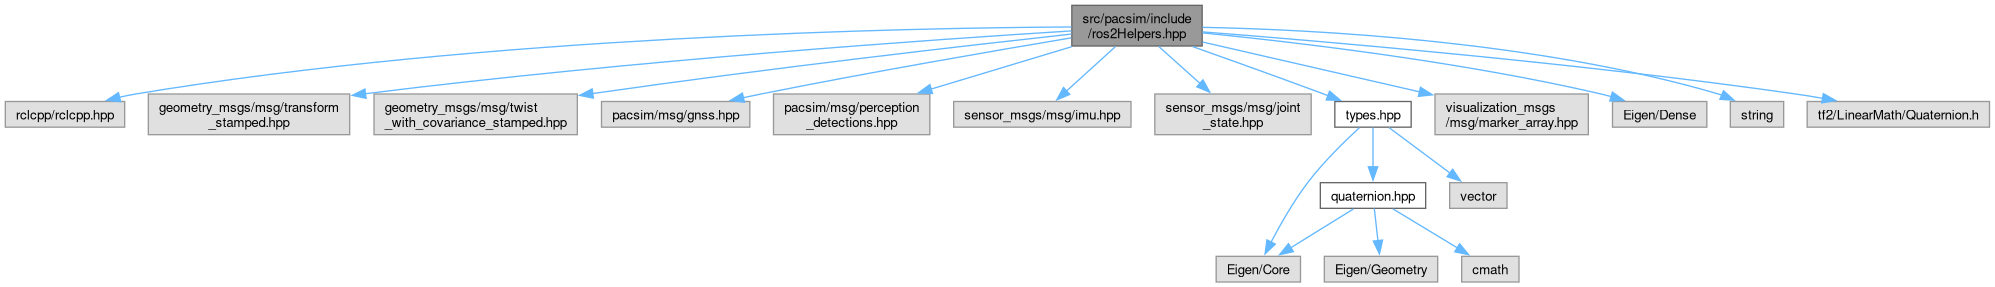 src/pacsim/include
/ros2Helpers.hpp
rclcpp/rclcpp.hpp
geometry_msgs/msg/transform
_stamped.hpp
geometry_msgs/msg/twist
_with_covariance_stamped.hpp
pacsim/msg/gnss.hpp
pacsim/msg/perception
_detections.hpp
sensor_msgs/msg/imu.hpp
sensor_msgs/msg/joint
_state.hpp
types.hpp
visualization_msgs
/msg/marker_array.hpp
Eigen/Dense
string
tf2/LinearMath/Quaternion.h
quaternion.hpp
vector
Eigen/Core
Eigen/Geometry
cmath